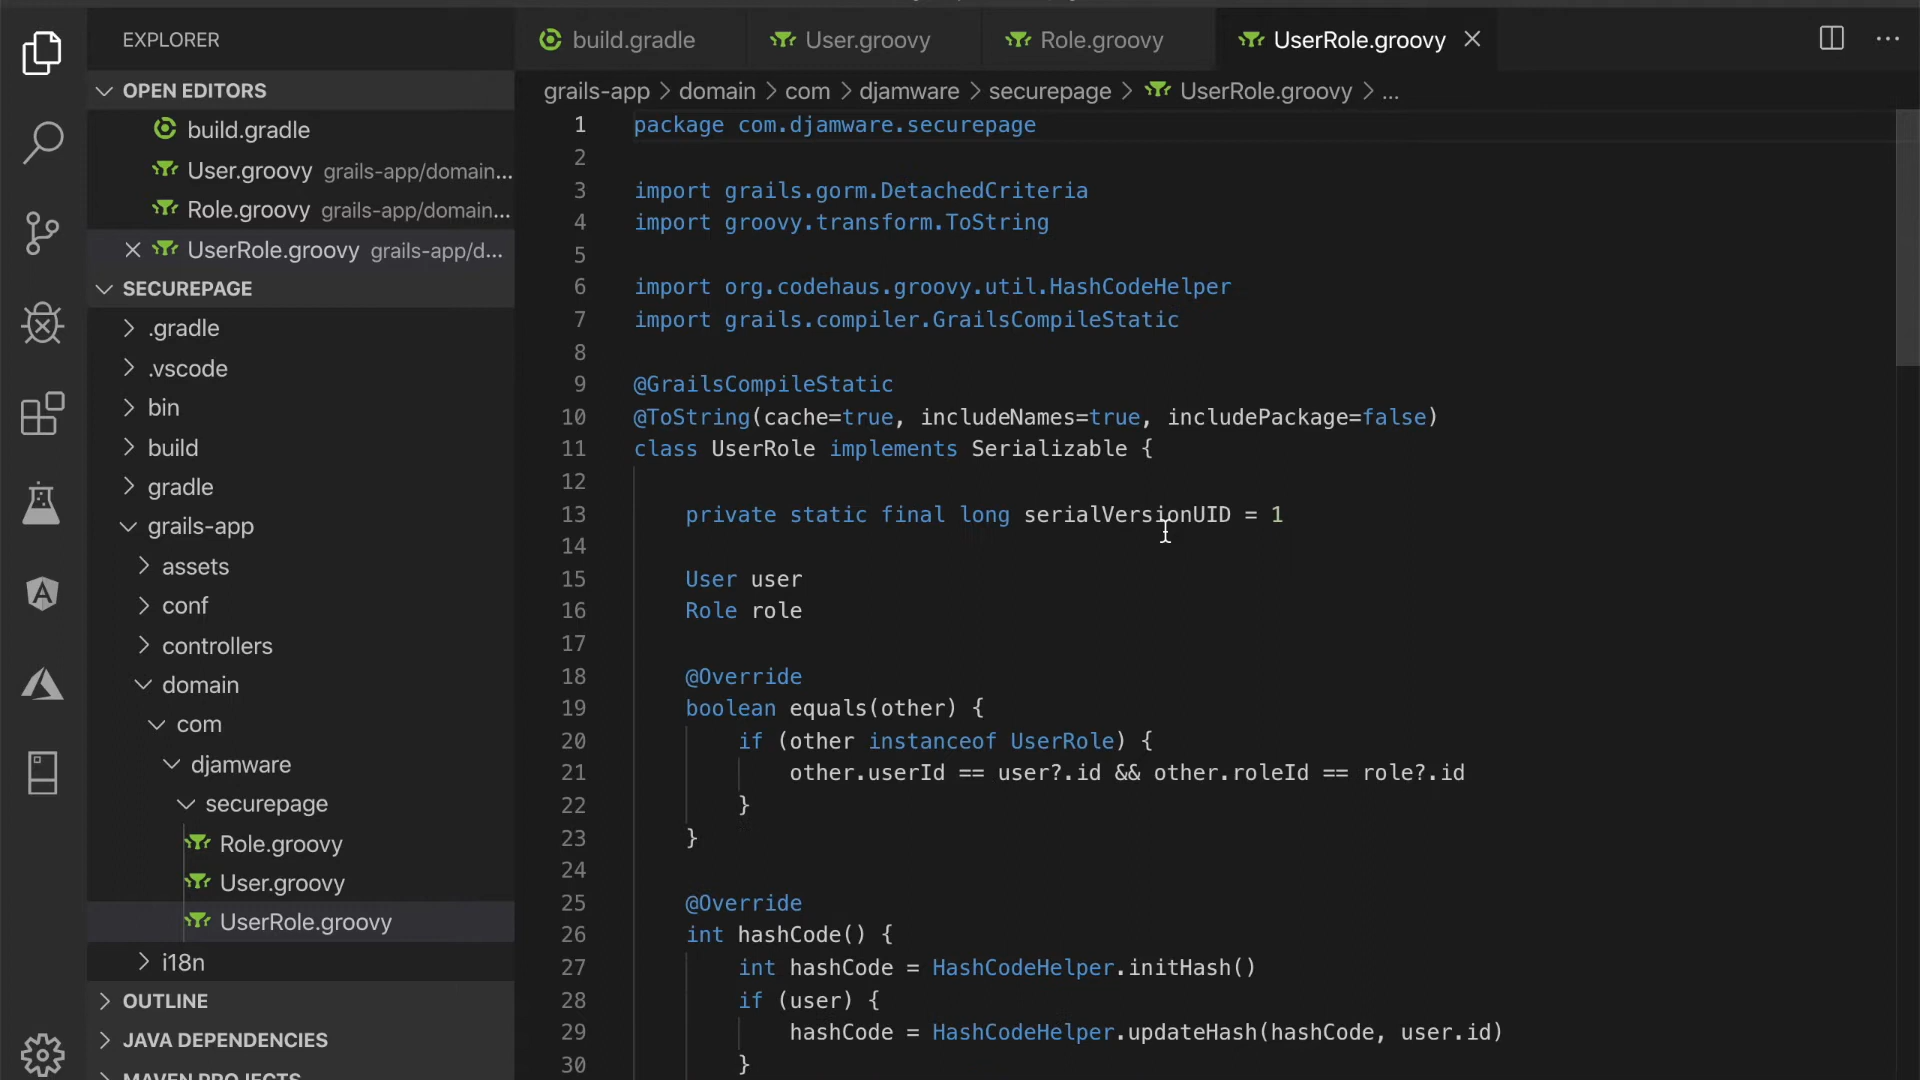 EXPLORER
OPEN EDITORS
build.gradle
User.groovy grails-app/domain...
Role.groovy grails-app/domain...
UserRole.groovy grails-app/d...
SECUREPAGE
.gradle
.vscode
bin
build
gradle
grails-app
assets
conf
controllers
domain
com
djamware
securepage
Role.groovy
User.groovy
UserRole.groovy
i18n
OUTLINE
JAVA DEPENDENCIES
MAVEN PROJECTS
build.gradle User.groovy Role.groovy UserRole.groovy
grails-app > domain > com > djamware > securepage > UserRole.groovy > ...
1 package com.djamware.securepage
2
3 import grails.gorm.DetachedCriteria
4 import groovy.transform.ToString
5
6 import org.codehaus.groovy.util.HashCodeHelper
7 import grails.compiler.GrailsCompileStatic
8
9 @GrailsCompileStatic
10 @ToString(cache=true, includeNames=true, includePackage=false)
11 class UserRole implements Serializable {
12
13 private static final long serialVersionUID = 1
14
15 User user
16 Role role
17
18 @Override
19 boolean equals(other) {
20 if (other instanceof UserRole) {
21 other.userId == user?.id && other.roleId == role?.id
22 }
23 }
24
25 @Override
26 int hashCode() {
27 int hashCode = HashCodeHelper.initHash()
28 if (user) {
29 hashCode = HashCodeHelper.updateHash(hashCode, user.id)
30 }